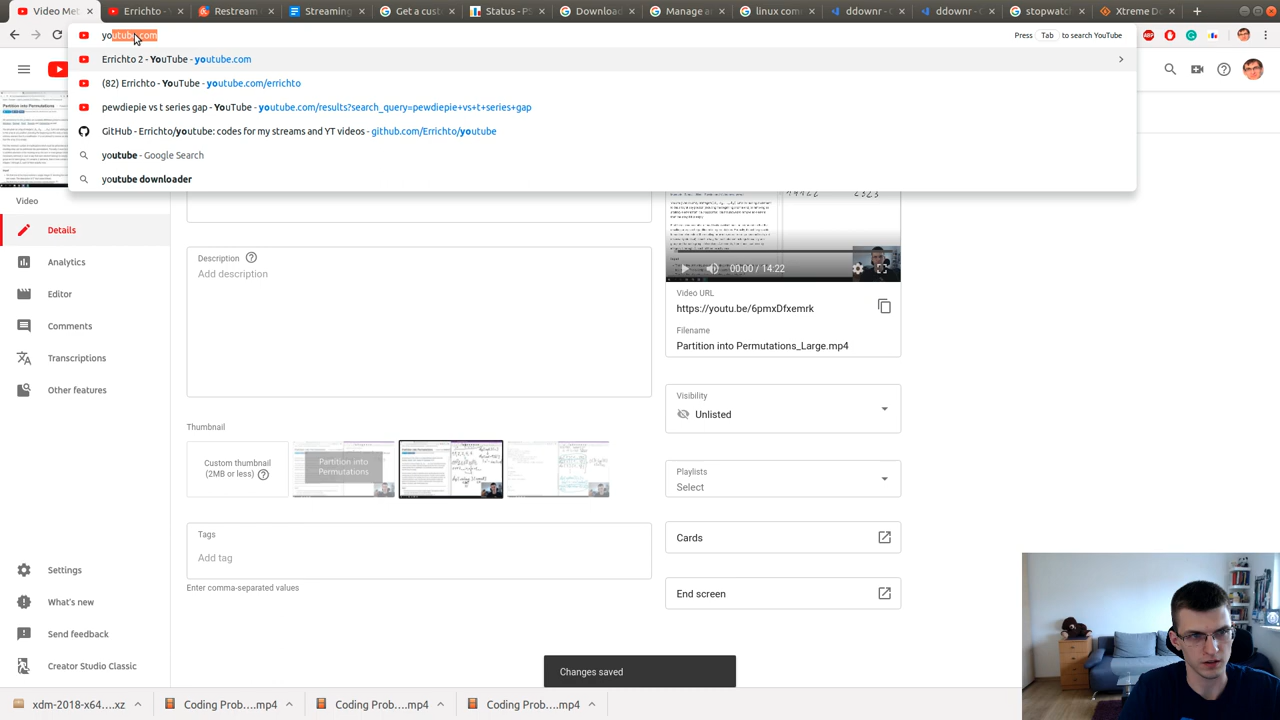 Video Met
Errichto -
Restream
Streaming
Get a cust
Status - PS
Downloa
Manage a
linux com
ddownr -
ddownr -
stopwatc
Xtreme D
youtube.com
Press Tab to search YouTube
Errichto 2 - YouTube - youtube.com
(82) Errichto - YouTube - youtube.com/errichto
pewdiepie vs t series gap - YouTube - youtube.com/results?search_query=pewdiepie+vs+t+series+gap
GitHub - Errichto/youtube: codes for my streams and YT videos - github.com/Errichto/youtube
youtube - Google Search
youtube downloader
Partition into Permutations
Video
Details
Analytics
Editor
Comments
Transcriptions
Other features
Settings
What's new
Send feedback
Creator Studio Classic
Description
Add description
Thumbnail
Custom thumbnail
(2MB or less)
Partition into
Permutations
Tags
Add tag
Enter comma-separated values
00:00 / 14:22
Video URL
https://youtu.be/6pmxDfxemrk
Filename
Partition into Permutations_Large.mp4
Visibility
Unlisted
Playlists
Select
Cards
End screen
Changes saved
xdm-2018-x64....xz
Coding Prob....mp4
Coding Prob....mp4
Coding Prob....mp4